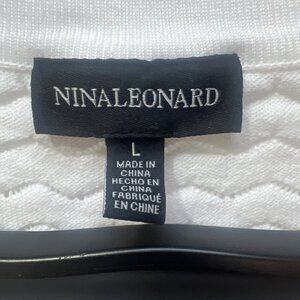 NINALEONARD
L
MADE IN
CHINA
HECHO EN
CHINA
FABRIQUÉ
EN CHINE